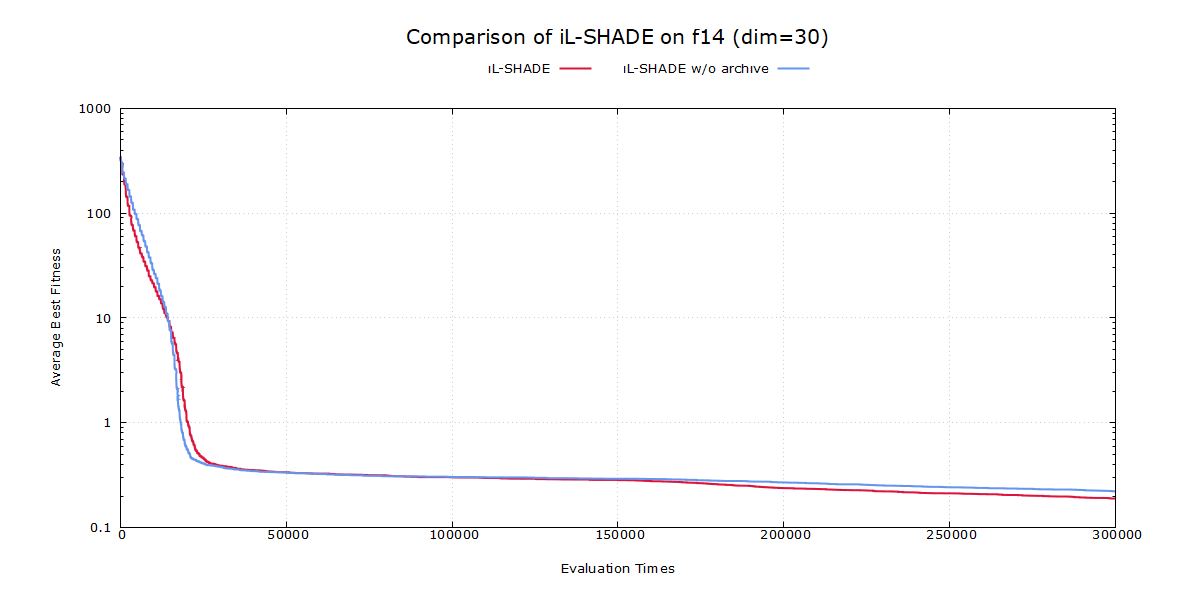 Comparison of iL-SHADE on f14 (dim=30)
iL-SHADE
iL-SHADE w/o archive
1000
100
10
1
0.1
Average Best Fitness
0
50000
100000
150000
200000
250000
300000
Evaluation Times